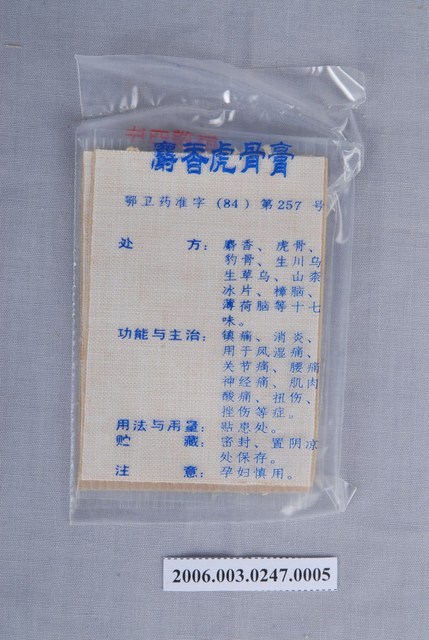 麝香虎骨膏
鄂卫药准字(84)第257号
处方：麝香、虎骨、
豹骨、生川乌
生草乌、山柰
冰片、樟脑、
薄荷脑等十七
味。
功能与主治：镇痛、消炎、
用于风湿痛、
关节痛、腰痛
神经痛、肌肉
酸痛、扭伤、
挫伤等症。
用法与用量：贴患处。
贮藏：密封、置阴凉
处保存。
注意：孕妇慎用。
2006.003.0247.0005